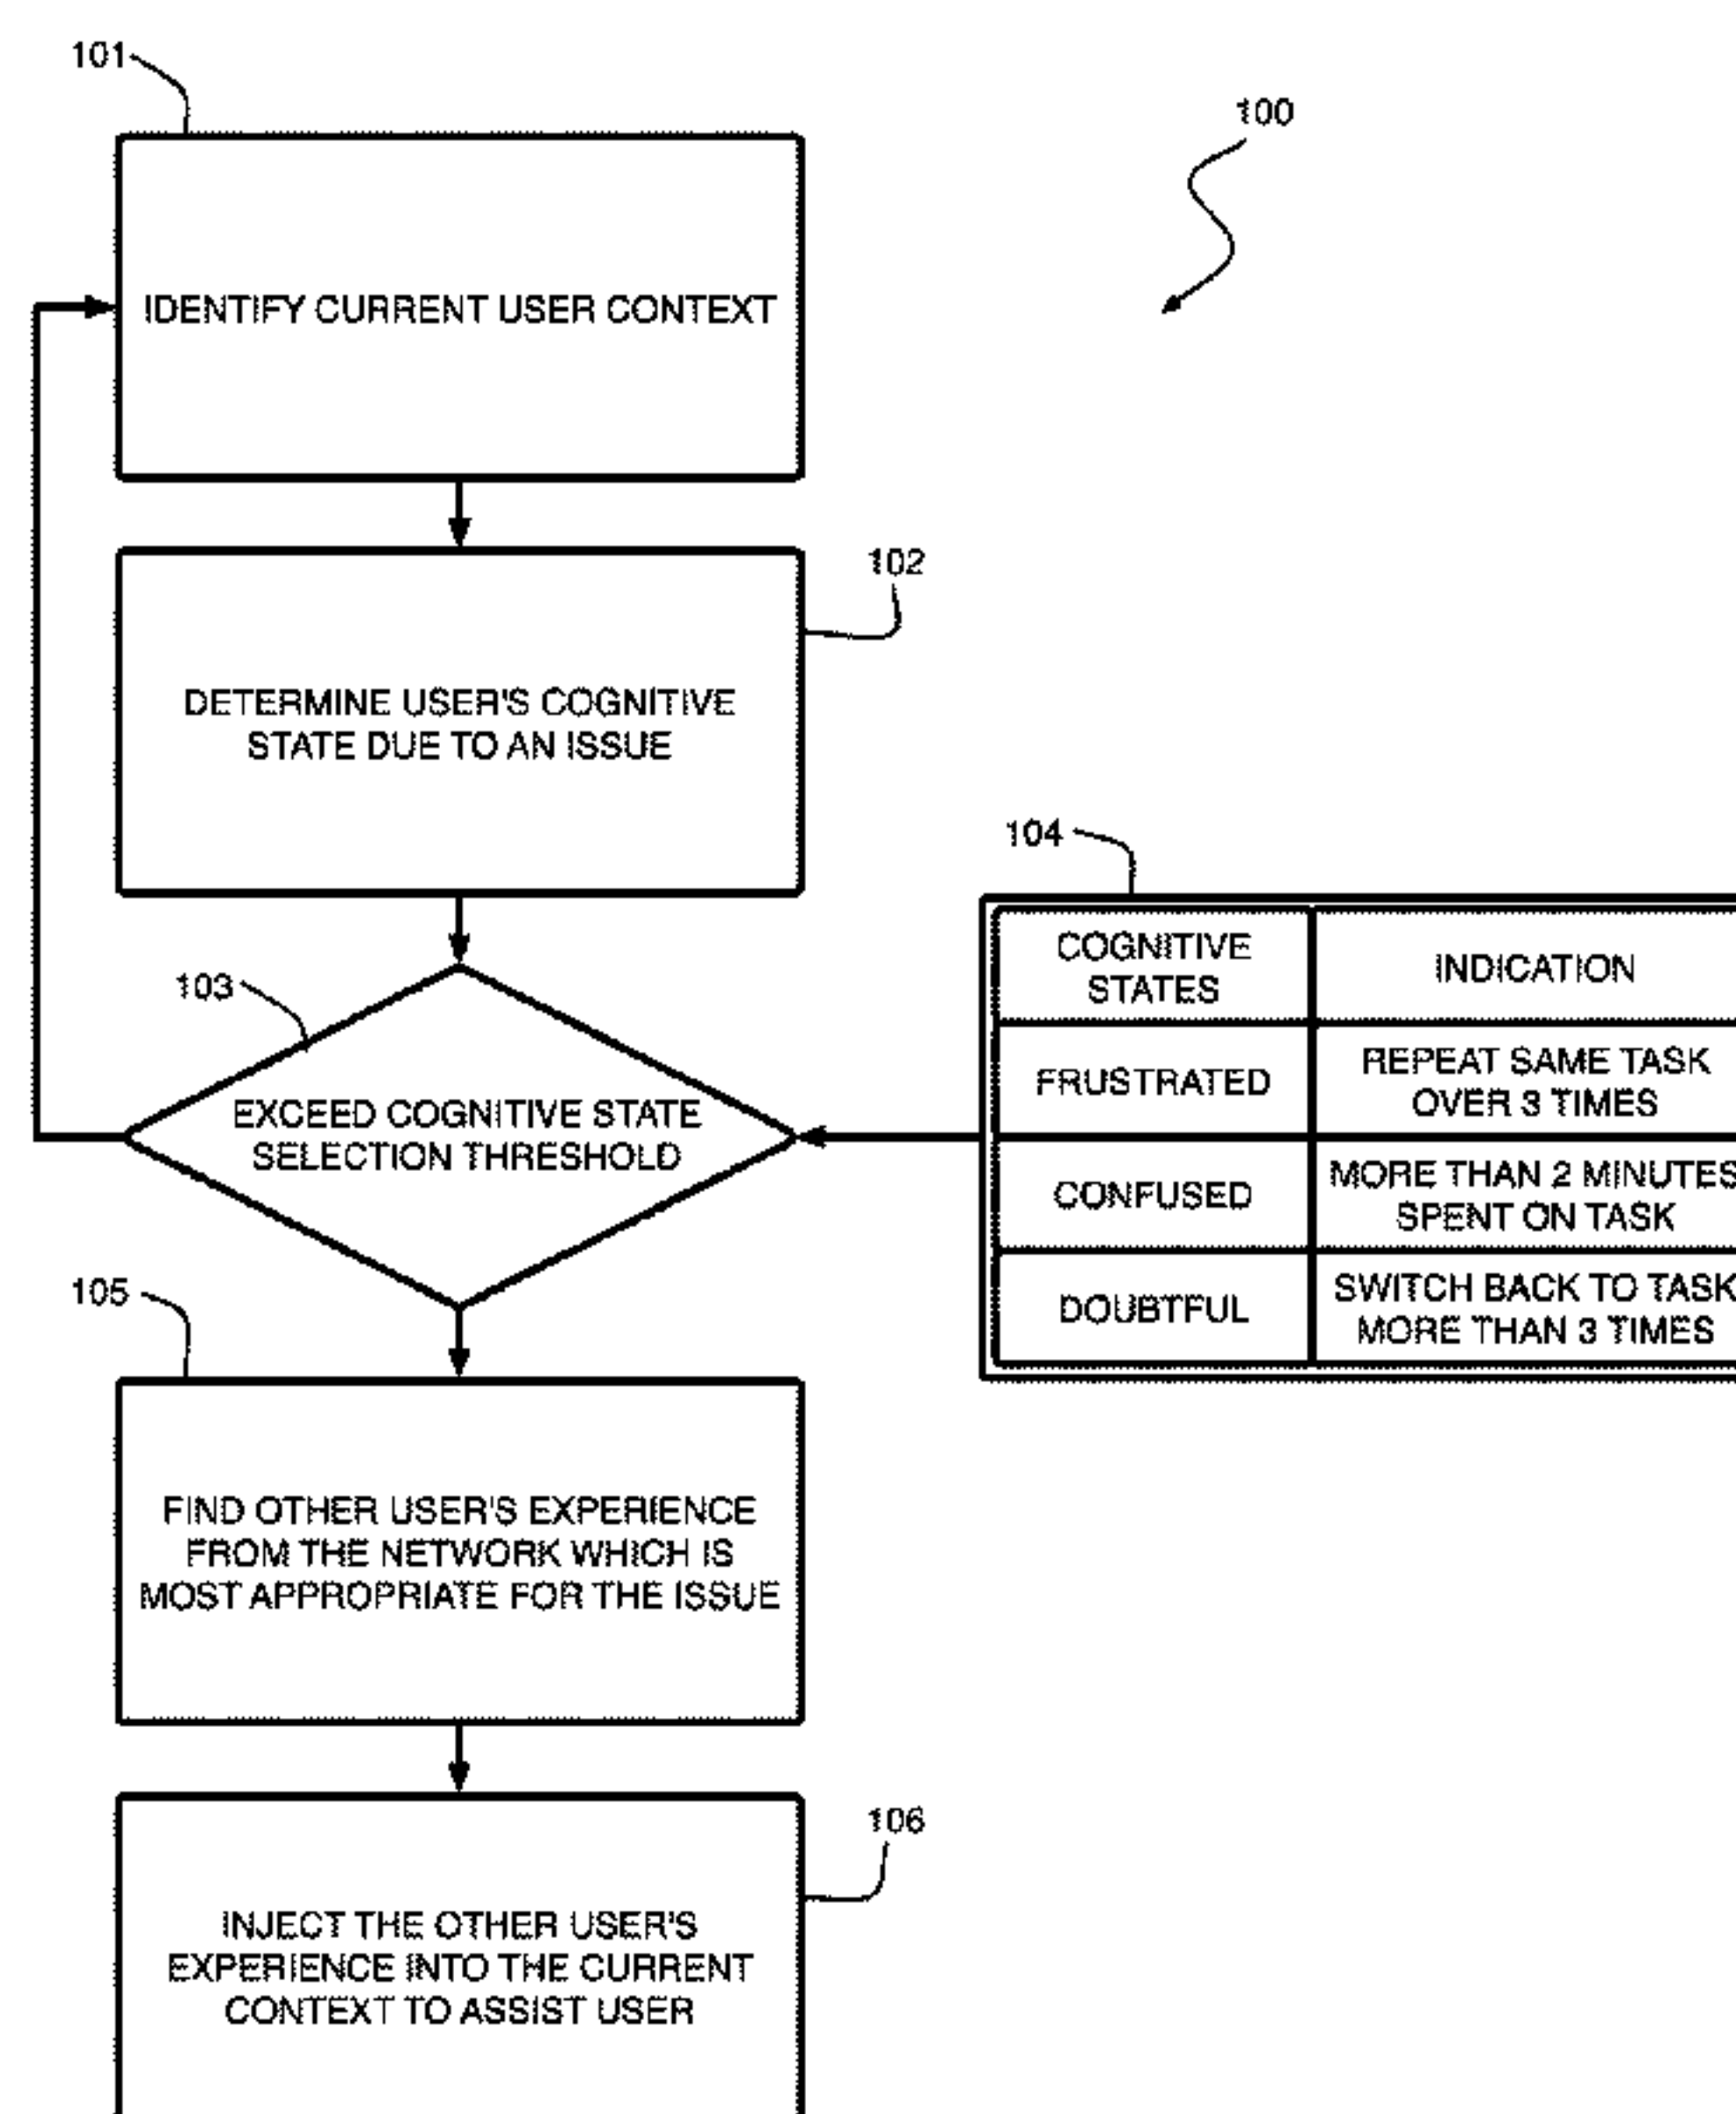 101
100
IDENTIFY CURRENT USER CONTEXT
102
DETERMINE USER'S COGNITIVE
STATE DUE TO AN ISSUE
104
COGNITIVE
STATES
INDICATION
103
FRUSTRATED
REPEAT SAME TASK
OVER 3 TIMES
EXCEED COGNITIVE STATE
SELECTION THRESHOLD
CONFUSED
MORE THAN 2 MINUTES
SPENT ON TASK
DOUBTFUL
SWITCH BACK TO TASK
MORE THAN 3 TIMES
105
FIND OTHER USER'S EXPERIENCE
FROM THE NETWORK WHICH IS
MOST APPROPRIATE FOR THE ISSUE
106
INJECT THE OTHER USER'S
EXPERIENCE INTO THE CURRENT
CONTEXT TO ASSIST USER